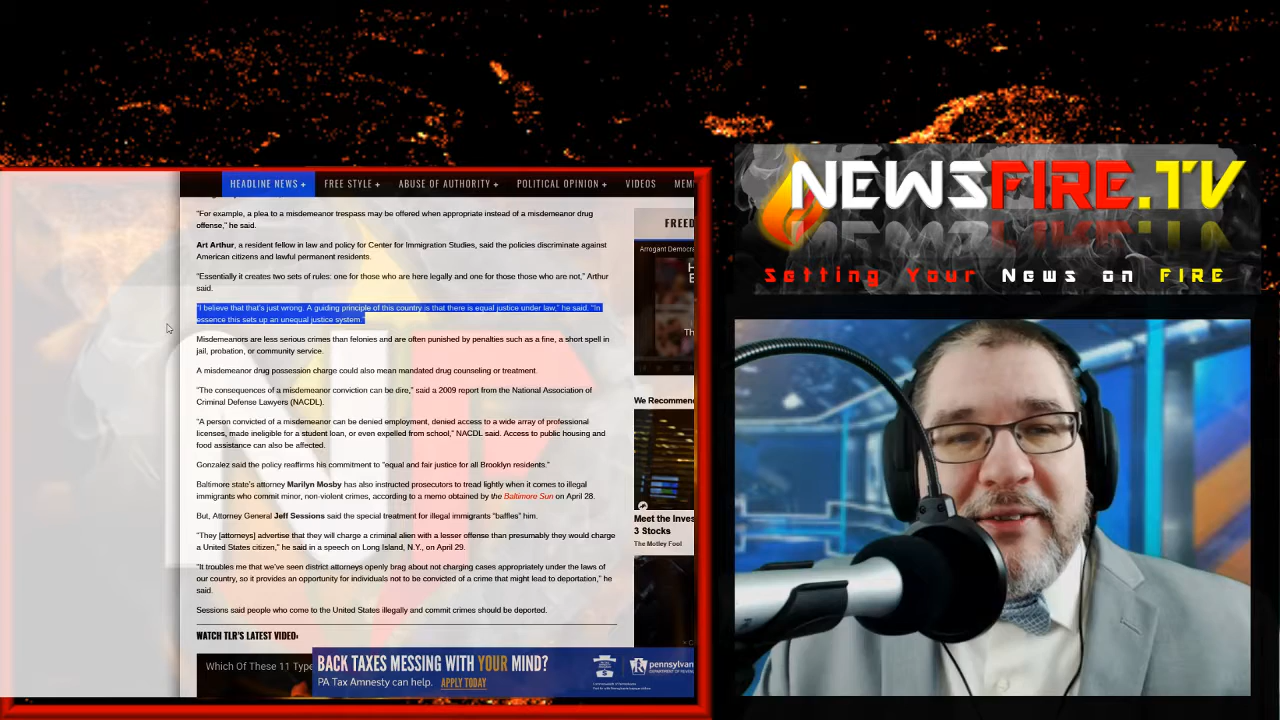 HEADLINE NEWS + FREE STYLE + ABUSE OF AUTHORITY + POLITICAL OPINION + VIDEOS MEM
"For example, a plea to a misdemeanor trespass may be offered when appropriate instead of a misdemeanor drug
offense," he said.
Art Arthur, a resident fellow in law and policy for Center for Immigration Studies, said the policies discriminate against
American citizens and lawful permanent residents.
"Essentially it creates two sets of rules: one for those who are here legally and one for those those who are not," Arthur
said.
"I believe that that's just wrong. A guiding principle of this country is that there is equal justice under law," he said. "In
essence this sets up an unequal justice system."
Misdemeanors are less serious crimes than felonies and are often punished by penalties such as a fine, a short spell in
jail, probation, or community service.
A misdemeanor drug possession charge could also mean mandated drug counseling or treatment.
"The consequences of a misdemeanor conviction can be dire," said a 2009 report from the National Association of
Criminal Defense Lawyers (NACDL).
"A person convicted of a misdemeanor can be denied employment, denied access to a wide array of professional
licenses, made ineligible for a student loan, or even expelled from school," NACDL said. Access to public housing and
food assistance can also be affected.
Gonzalez said the policy reaffirms his commitment to "equal and fair justice for all Brooklyn residents."
Baltimore state's attorney Marilyn Mosby has also instructed prosecutors to tread lightly when it comes to illegal
immigrants who commit minor, non-violent crimes, according to a memo obtained by the Baltimore Sun on April 28.
But, Attorney General Jeff Sessions said the special treatment for illegal immigrants "baffles" him.
"They [attorneys] advertise that they will charge a criminal alien with a lesser offense than presumably they would charge
a United States citizen," he said in a speech on Long Island, N.Y., on April 29.
"It troubles me that we've seen district attorneys openly brag about not charging cases appropriately under the laws of
our country, so it provides an opportunity for individuals not to be convicted of a crime that might lead to deportation," he
said.
Sessions said people who come to the United States illegally and commit crimes should be deported.
WATCH TLR'S LATEST VIDEO:
Which Of These 11 Type
BACK TAXES MESSING WITH YOUR MIND?
PA Tax Amnesty can help. APPLY TODAY
pennsylvan
FREED
Arrogant Democra
H
B
Th
We Recommen
Meet the Inves
3 Stocks
The Motley Fool
NEWSFIRE.TV
Setting Your News on FIRE